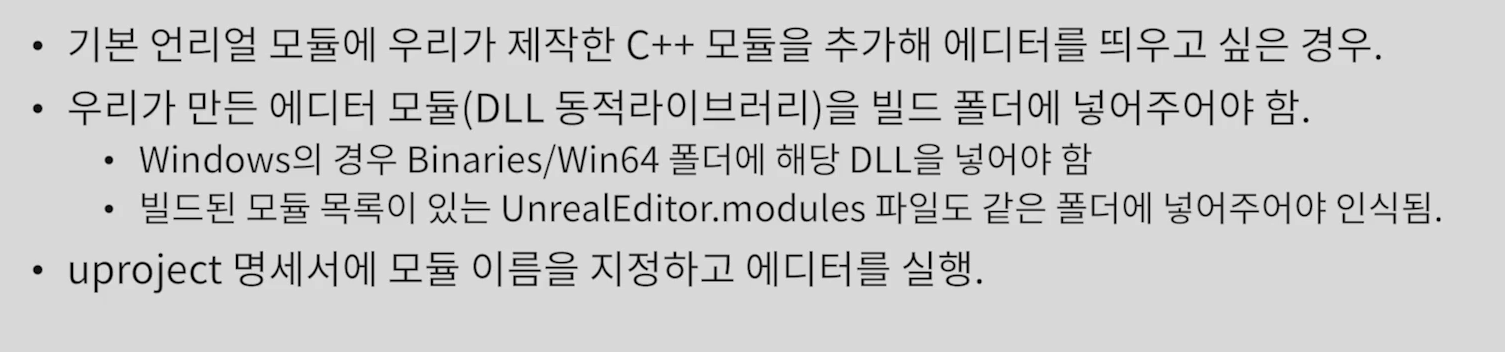 • 기본 언리얼 모듈에 우리가 제작한 C++ 모듈을 추가해 에디터를 띄우고 싶은 경우.
• 우리가 만든 에디터 모듈(DLL 동적라이브러리)을 빌드 폴더에 넣어주어야 함.
• Windows의 경우 Binaries/Win64 폴더에 해당 DLL을 넣어야 함
• 빌드된 모듈 목록이 있는 UnrealEditor.modules 파일도 같은 폴더에 넣어주어야 인식됨.
• uproject 명세서에 모듈 이름을 지정하고 에디터를 실행.